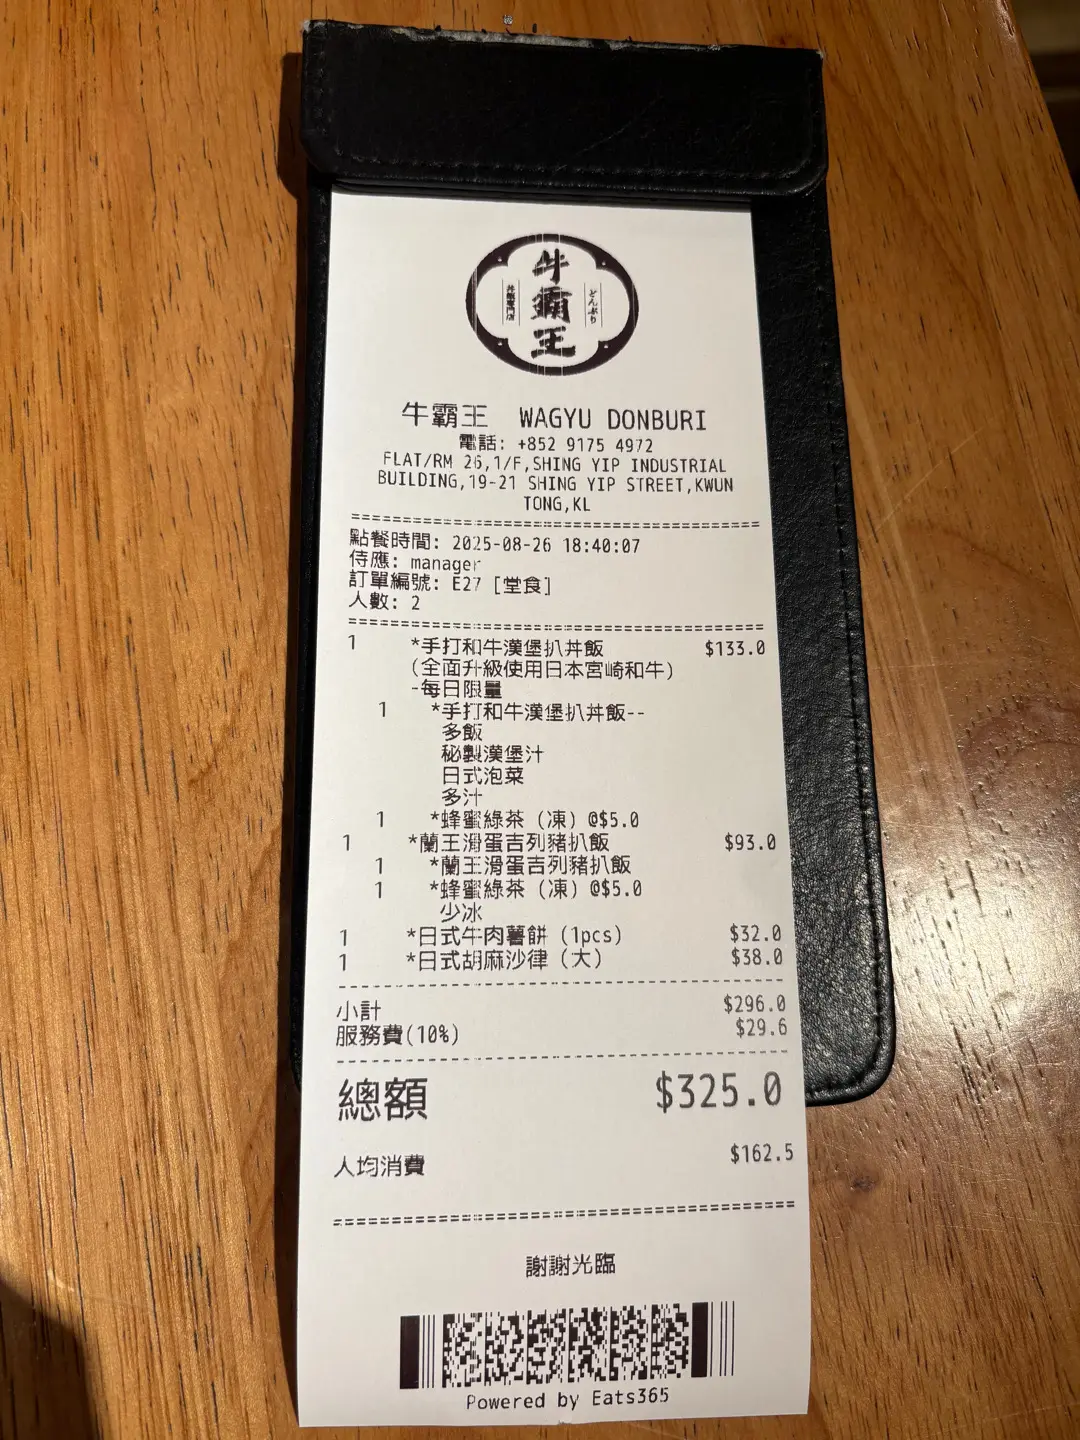 牛霸王
丼飯專門店
どんぶり
牛霸王 WAGYU DONBURI
電話: +852 9175 4972
FLAT/RM 26,1/F,SHING YIP INDUSTRIAL
BUILDING,19-21 SHING YIP STREET,KWUN
TONG,KL
點餐時間: 2025-08-26 18:40:07
侍應: manager
訂單編號: E27 [堂食]
人數: 2
1 *手打和牛漢堡扒丼飯 $133.0
(全面升級使用日本宮崎和牛)
-每日限量
1 *手打和牛漢堡扒丼飯--
多飯
秘製漢堡汁
日式泡菜
多汁
1 *蜂蜜綠茶 (凍) @$5.0
1 *蘭王滑蛋吉列豬扒飯 $93.0
1 *蘭王滑蛋吉列豬扒飯
1 *蜂蜜綠茶 (凍) @$5.0
少冰
1 *日式牛肉薯餅 (1pcs) $32.0
1 *日式胡麻沙律 (大) $38.0
小計 $296.0
服務費(10%) $29.6
總額 $325.0
人均消費 $162.5
謝謝光臨
Powered by Eats365